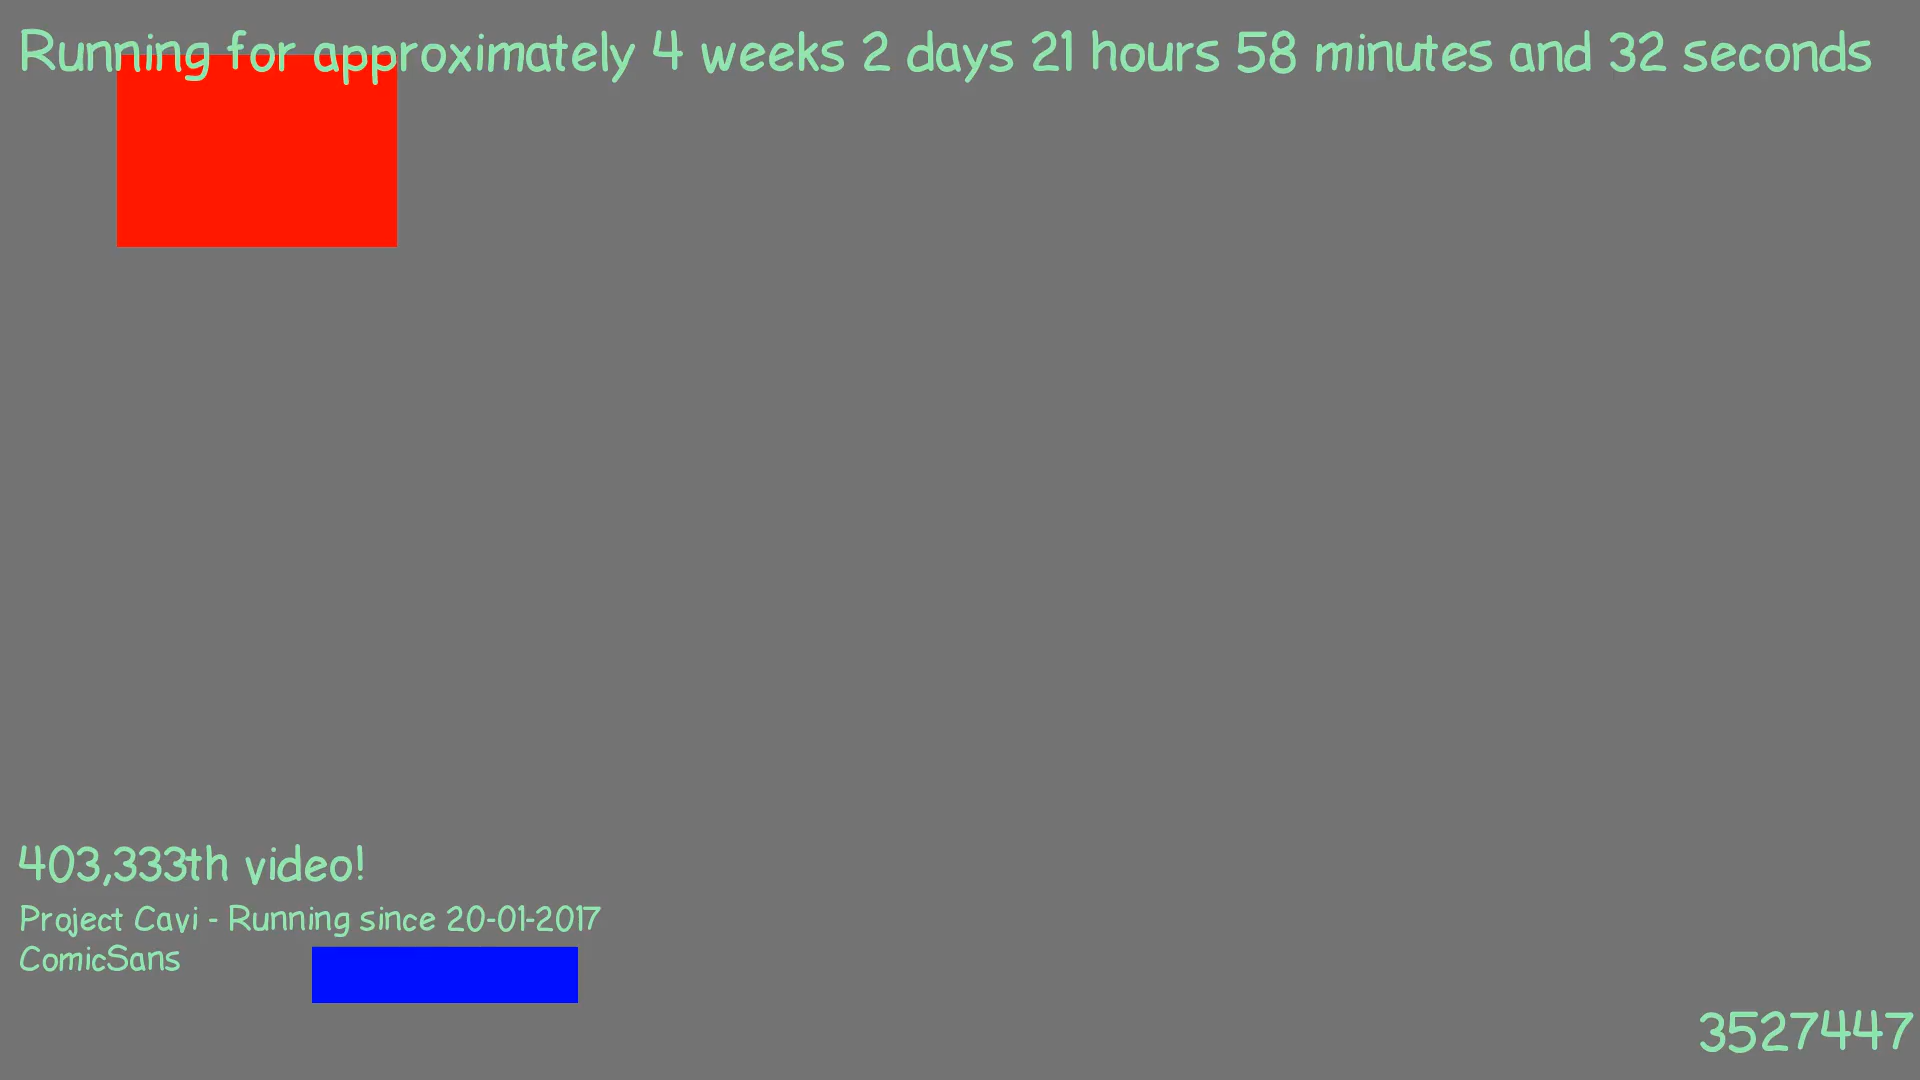 Running for approximately 4 weeks 2 days 21 hours 58 minutes and 32 seconds
403,333th video!
Project Cavi - Running since 20-01-2017
ComicSans
3527447